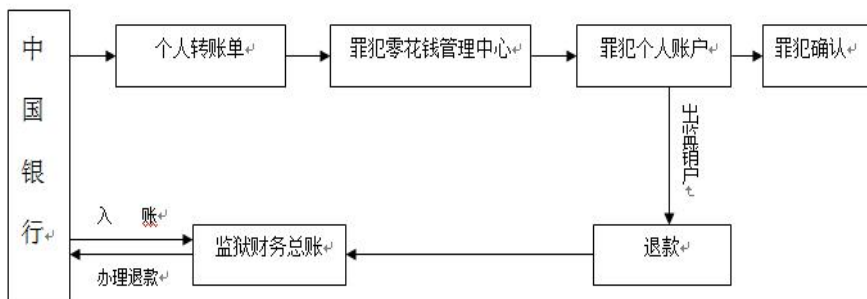 中国银行
个人转账单
罪犯零花钱管理中心
罪犯个人账户
罪犯确认
出监销户
入 账
办理退款
监狱财务总账
退款